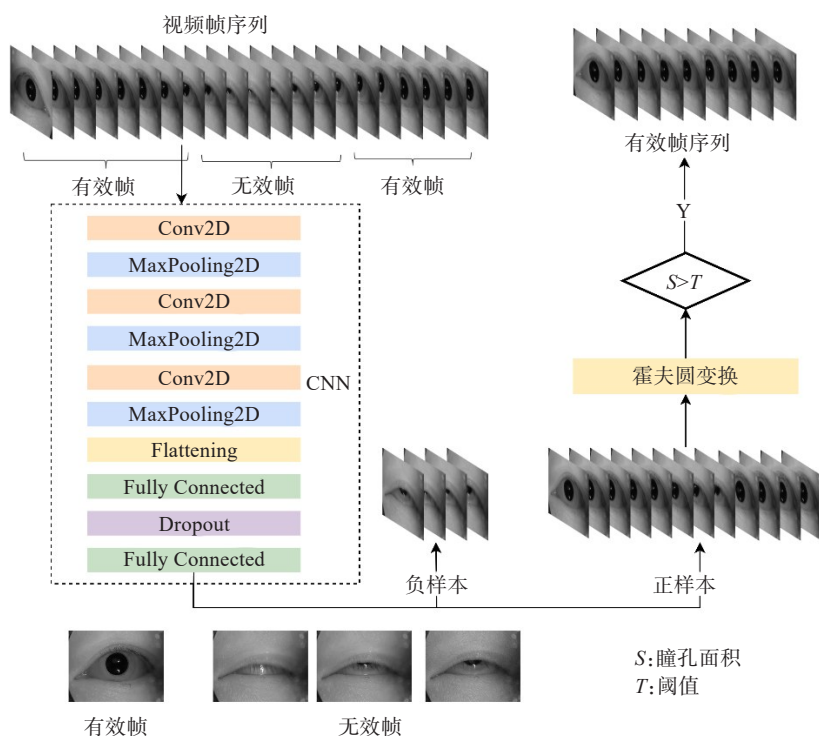 视频帧序列
有效帧
无效帧
有效帧
Conv2D
MaxPooling2D
Conv2D
MaxPooling2D
Conv2D
MaxPooling2D
Flattening
Fully Connected
Dropout
Fully Connected
CNN
负样本
正样本
霍夫圆变换
S>T
Y
有效帧序列
有效帧
无效帧
S:瞳孔面积
T:阈值